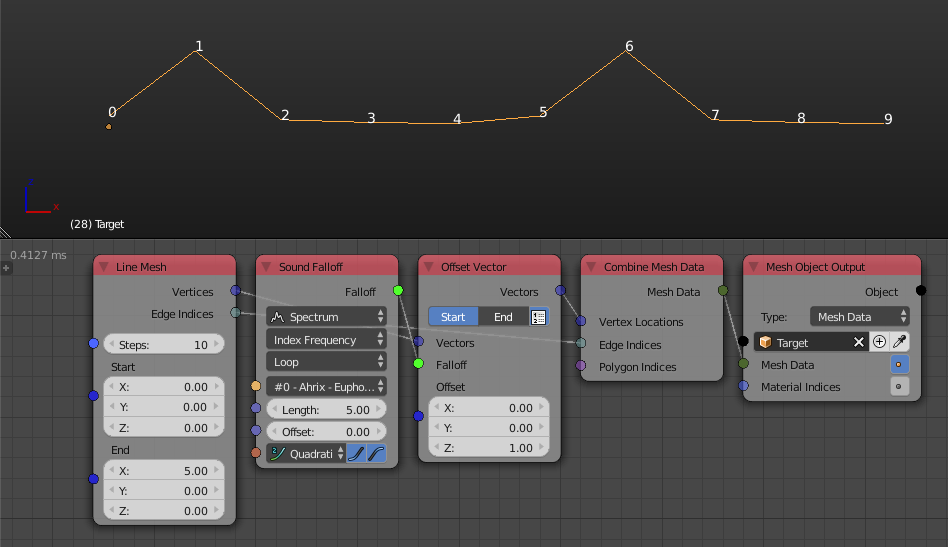 1
6
0
2
3
4
5
7
8
9
x
(28) Target
0.4127 ms
Line Mesh
Vertices
Edge Indices
Steps: 10
Start
X: 0.00
Y: 0.00
Z: 0.00
End
X: 5.00
Y: 0.00
Z: 0.00
Sound Falloff
Falloff
Spectrum
Index Frequency
Loop
#0 - Ahrix - Eupho...
Length: 5.00
Offset: 0.00
Quadrati
Offset Vector
Vectors
Start End
Vectors
Falloff
Offset
X: 0.00
Y: 0.00
Z: 1.00
Combine Mesh Data
Mesh Data
Vertex Locations
Edge Indices
Polygon Indices
Mesh Object Output
Object
Type: Mesh Data
Target
Mesh Data
Material Indices